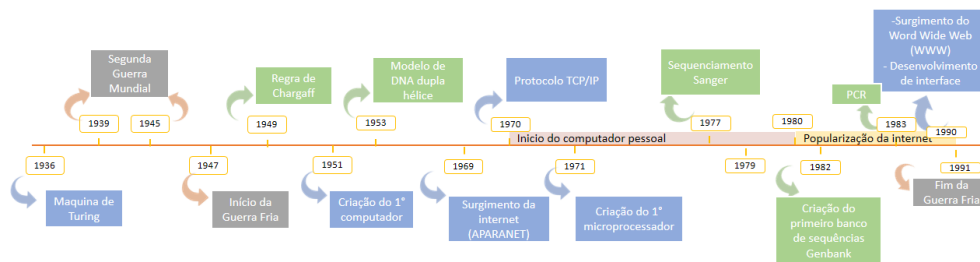 Segunda
Guerra
Mundial
Regra de
Chargaff
Modelo de
DNA dupla
hélice
Protocolo TCP/IP
Sequenciamento
Sanger
PCR
-Surgimento do
Word Wide Web
(WWW)
- Desenvolvimento
de interface
1939
1945
1949
1953
1970
1977
1980
1983
1990
Inicio do computador pessoal
Popularização da internet
1936
1947
1951
1969
1971
1979
1982
1991
Maquina de
Turing
Início da
Guerra Fria
Criação do 1°
computador
Surgimento da
internet
(APARANET)
Criação do 1°
microprocessador
Criação do
primeiro banco
de sequências
Genbank
Fim da
Guerra Fria